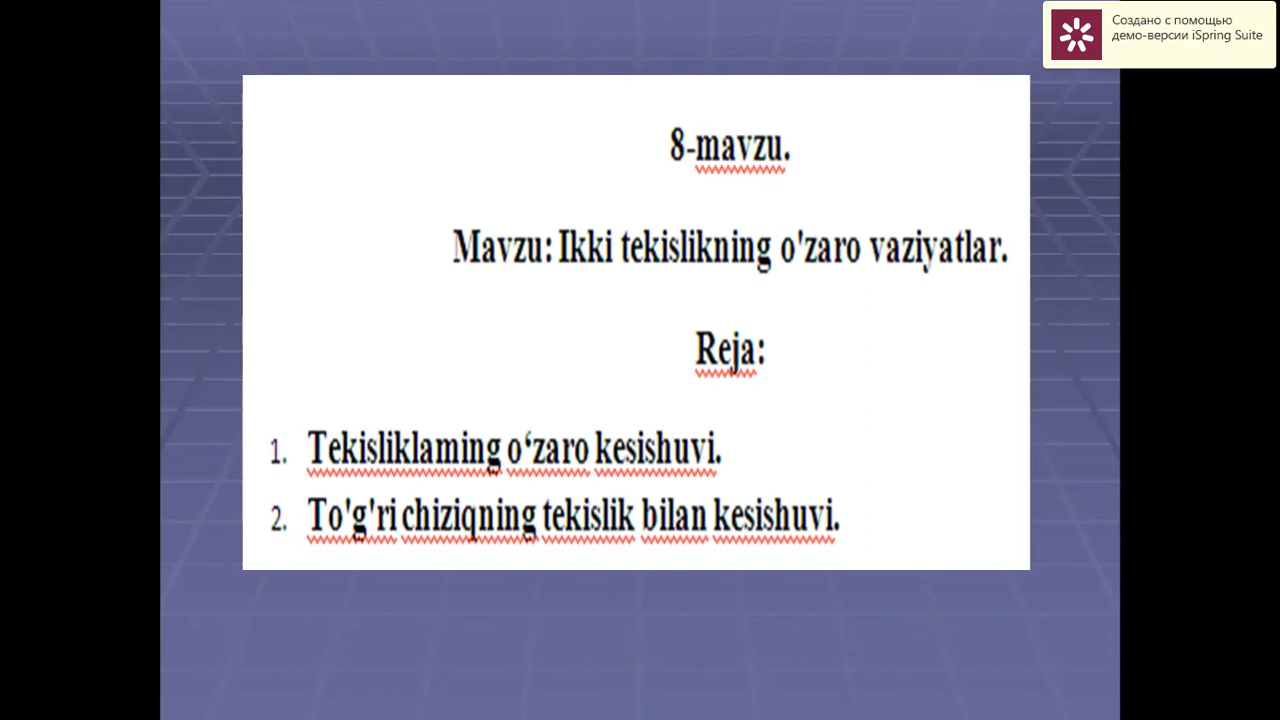 Создано с помощью
демо-версии iSpring Suite
8-mavzu.
Mavzu: Ikki tekislikning o'zaro vaziyatlar.
Reja:
1. Tekisliklaming o‘zaro kesishuvi.
2. To'g'ri chiziqning tekislik bilan kesishuvi.